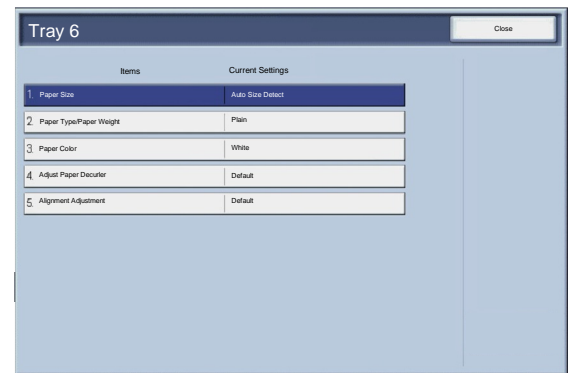 Tray 6
Close
Items Current Settings
1. Paper Size Auto Size Detect
2. Paper Type/Paper Weight Plain
3. Paper Color White
4. Adjust Paper Decurler Default
5. Alignment Adjustment Default